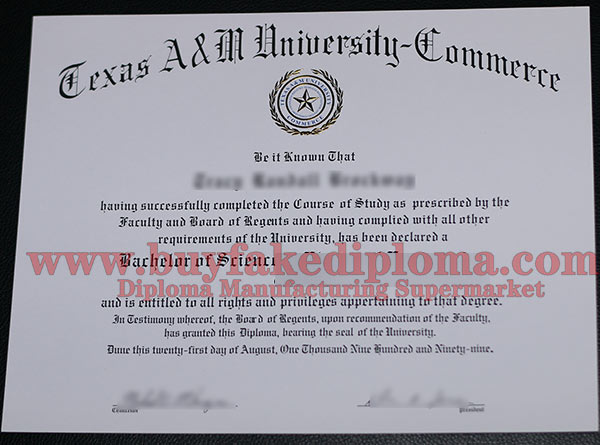 Texas A&M University-Commerce
TEXAS A&M UNIVERSITY
COMMERCE
Be it Known That
having successfully completed the Course of Study as prescribed by the
Faculty and Board of Regents and having complied with all other
requirements of the University, has been declared a
Bachelor of Science
www.buyfakediploma.com
Diploma Manufacturing Supermarket
and is entitled to all rights and privileges appertaining to that degree.
In Testimony whereof, the Board of Regents, upon recommendation of the Faculty,
has granted this Diploma, bearing the seal of the University.
Done this twenty-first day of August, One Thousand Nine Hundred and Ninety-nine.
Chancellor
President